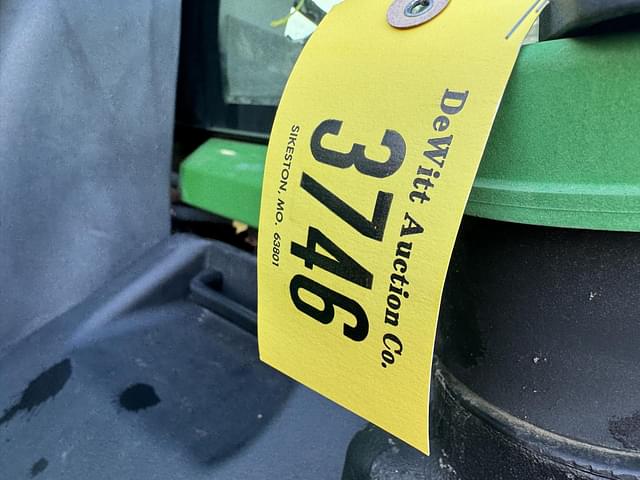 DeWitt Auction Co.
3746
SIKESTON, MO. 63801